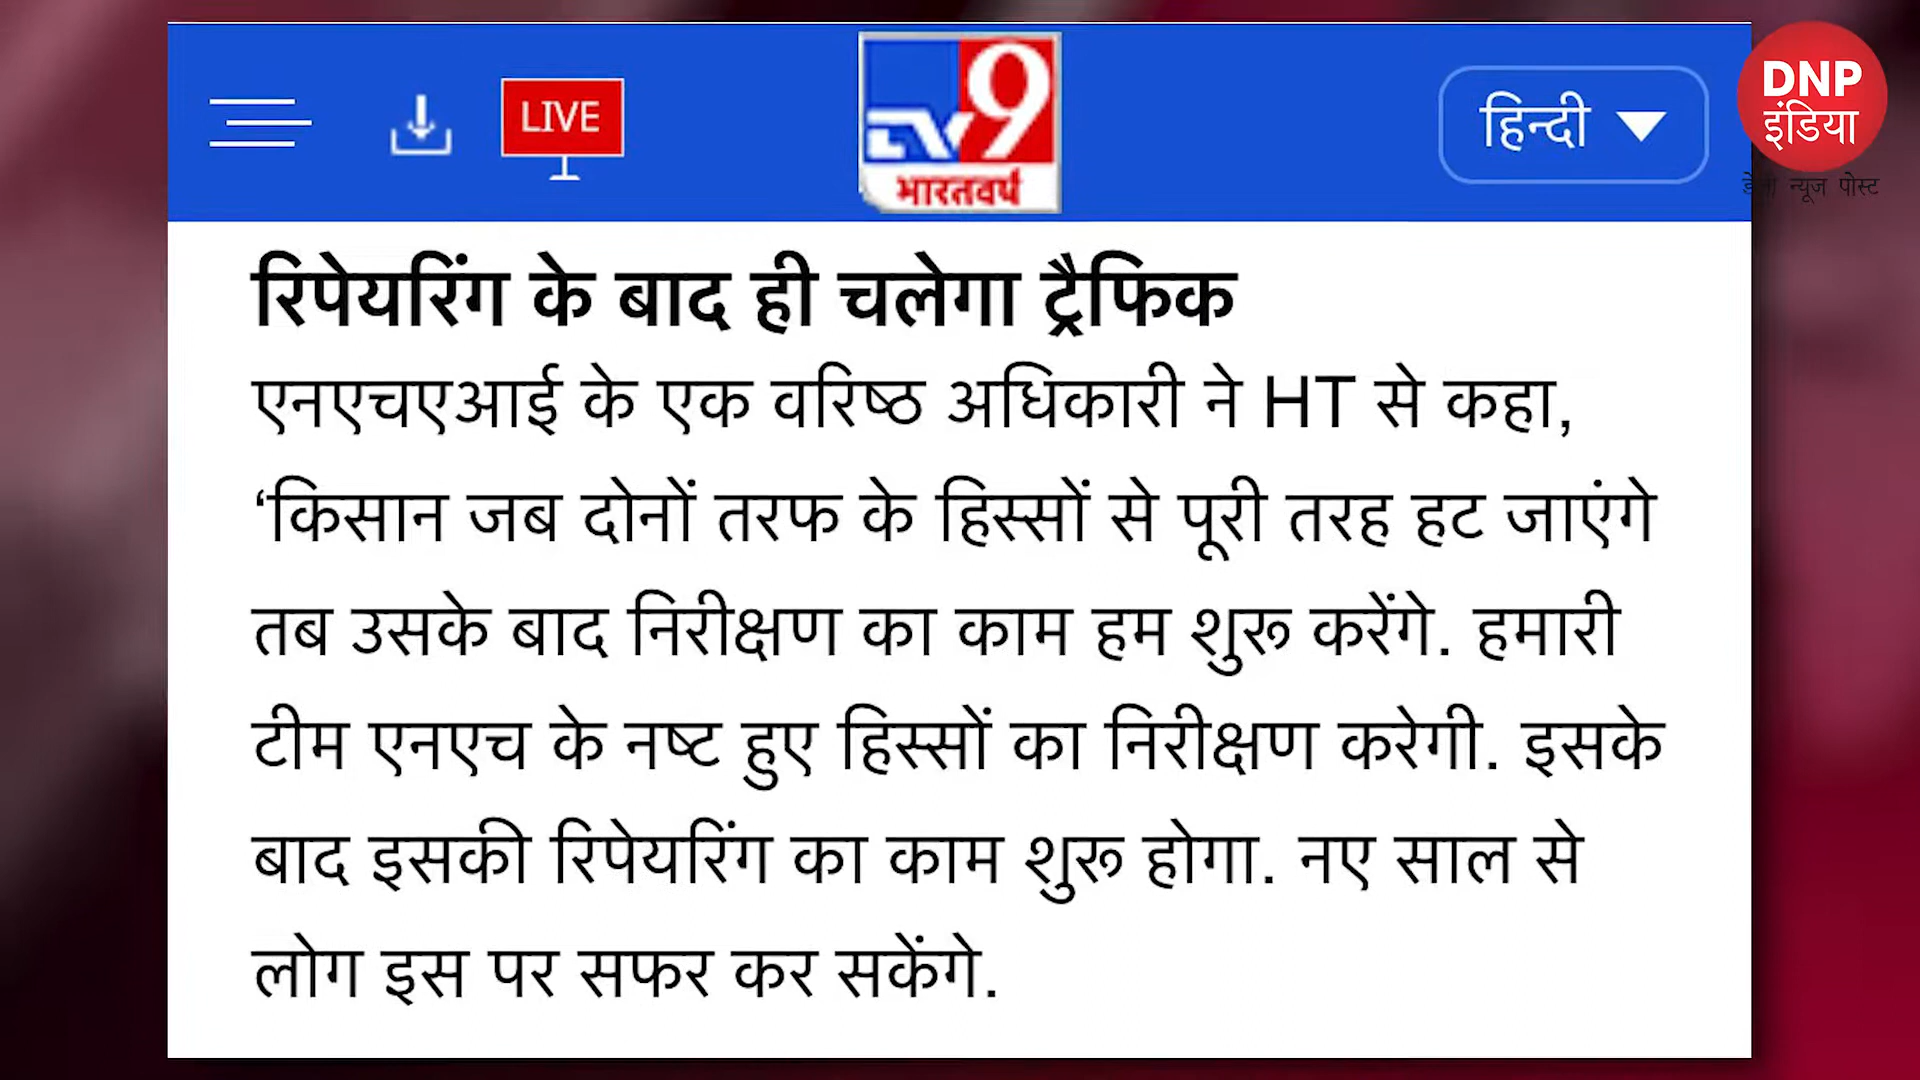 LIVE
TV9
भारतवर्ष
हिन्दी
DNP
इंडिया
न्यूज पोस्ट
रिपेयरिंग के बाद ही चलेगा ट्रैफिक
एनएचएआई के एक वरिष्ठ अधिकारी ने HT से कहा,
‘किसान जब दोनों तरफ के हिस्सों से पूरी तरह हट जाएंगे
तब उसके बाद निरीक्षण का काम हम शुरू करेंगे. हमारी
टीम एनएच के नष्ट हुए हिस्सों का निरीक्षण करेगी. इसके
बाद इसकी रिपेयरिंग का काम शुरू होगा. नए साल से
लोग इस पर सफर कर सकेंगे.